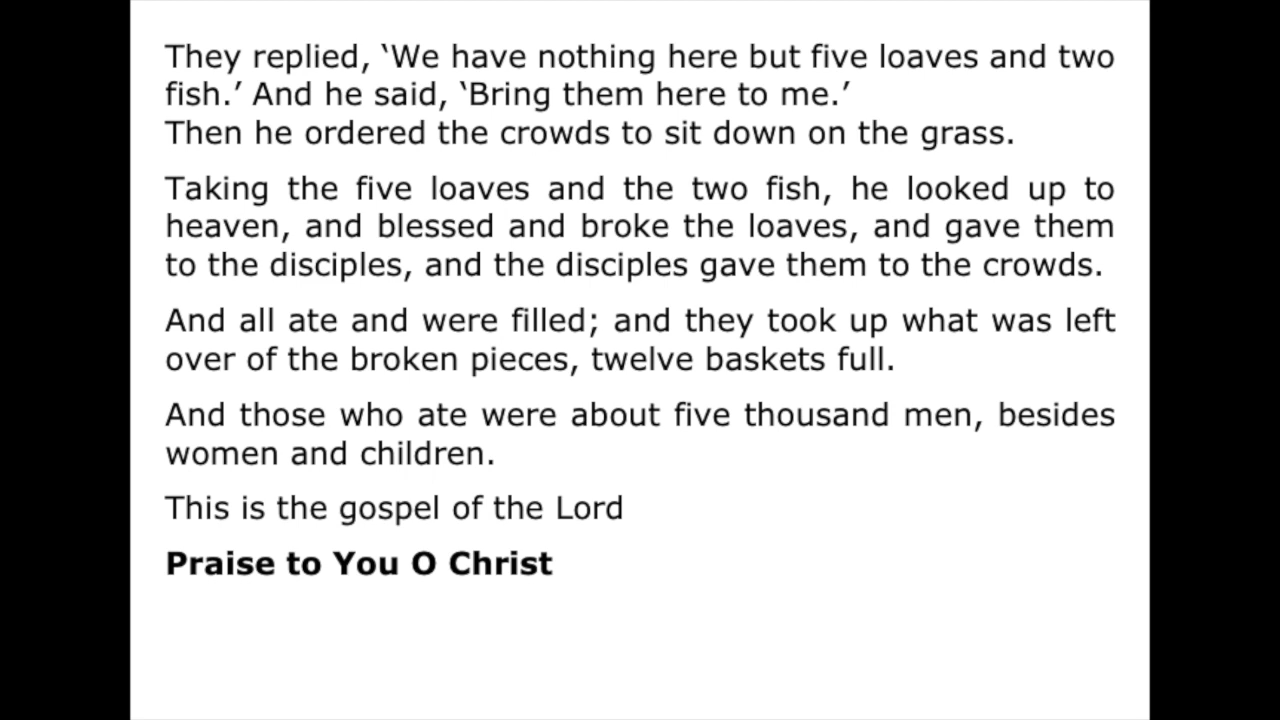 They replied, ‘We have nothing here but five loaves and two
fish.’ And he said, ‘Bring them here to me.’
Then he ordered the crowds to sit down on the grass.
Taking the five loaves and the two fish, he looked up to
heaven, and blessed and broke the loaves, and gave them
to the disciples, and the disciples gave them to the crowds.
And all ate and were filled; and they took up what was left
over of the broken pieces, twelve baskets full.
And those who ate were about five thousand men, besides
women and children.
This is the gospel of the Lord
Praise to You O Christ